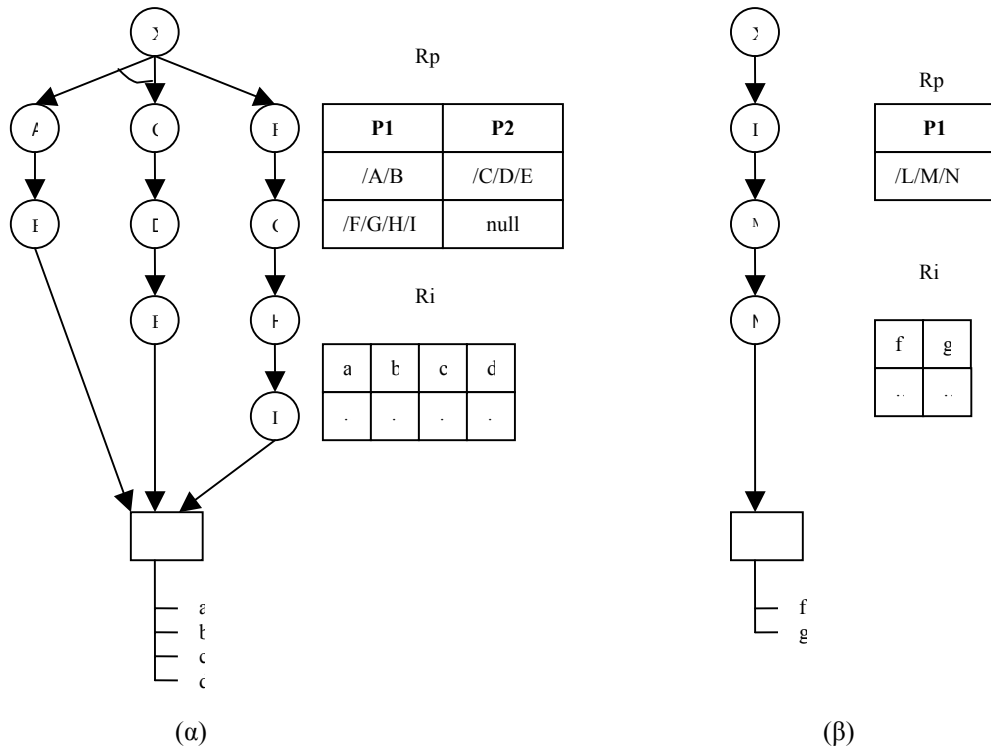 X
Rp
A
C
F
P1 P2
/A/B /C/D/E
/F/G/H/I null
B
D
G
Ri
E
H
a b c d
I
a
b
c
d
(α)
X
Rp
L
P1
/L/M/N
M
Ri
N
f g
f
g
(β)